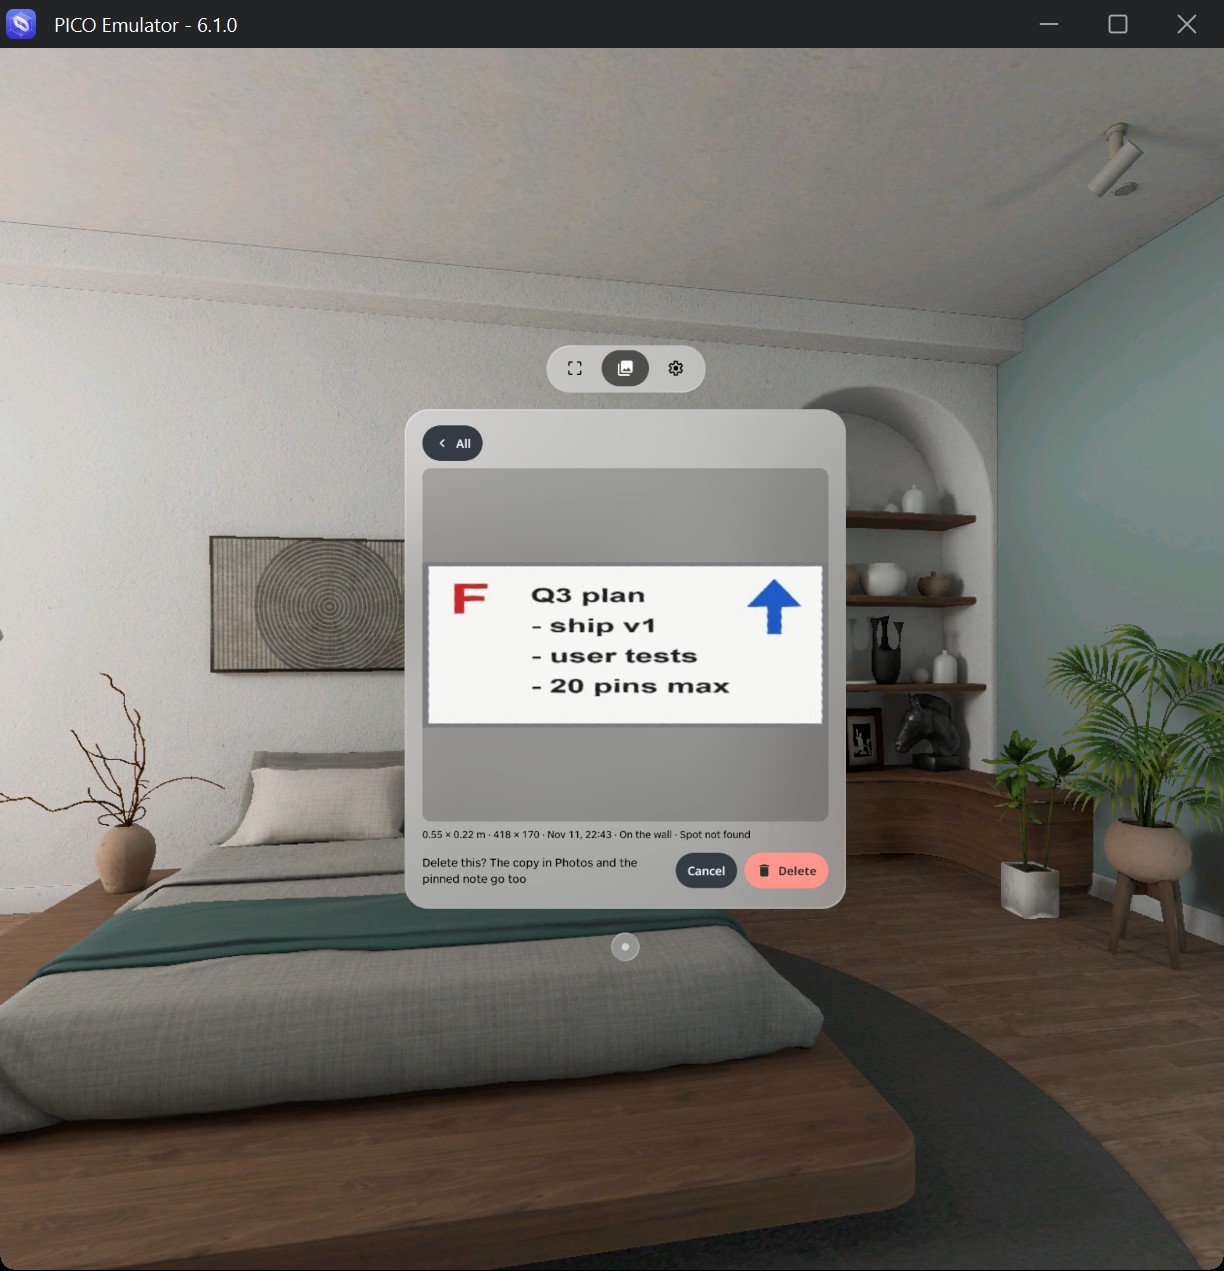 PICO Emulator - 6.1.0
All
F
Q3 plan
- ship v1
- user tests
- 20 pins max
0.55 × 0.22 m · 418 × 170 · Nov 11, 22:43 · On the wall · Spot not found
Delete this? The copy in Photos and the
pinned note go too
Cancel
Delete